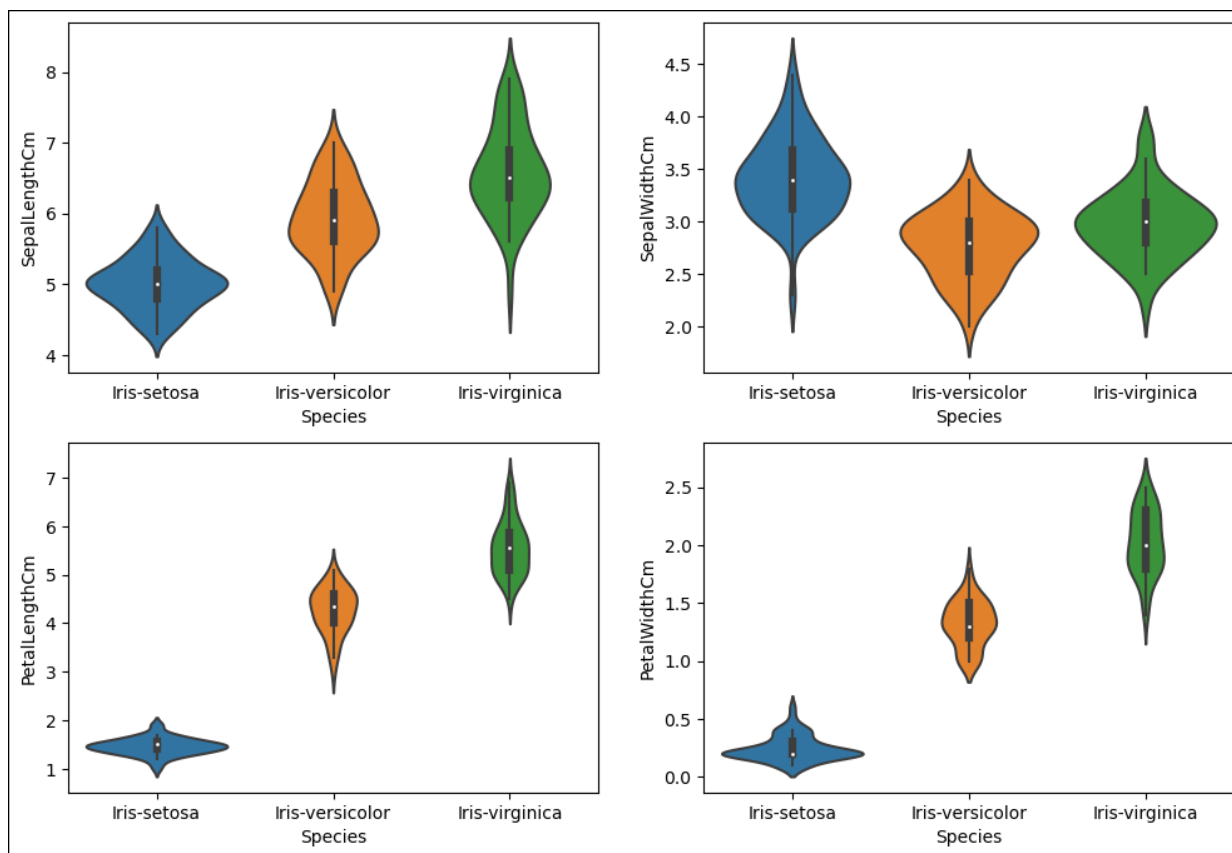 SepalLengthCm
8
7
6
5
4
Iris-setosa Iris-versicolor Iris-virginica
Species
SepalWidthCm
4.5
4.0
3.5
3.0
2.5
2.0
Iris-setosa Iris-versicolor Iris-virginica
Species
PetalLengthCm
7
6
5
4
3
2
1
Iris-setosa Iris-versicolor Iris-virginica
Species
PetalWidthCm
2.5
2.0
1.5
1.0
0.5
0.0
Iris-setosa Iris-versicolor Iris-virginica
Species